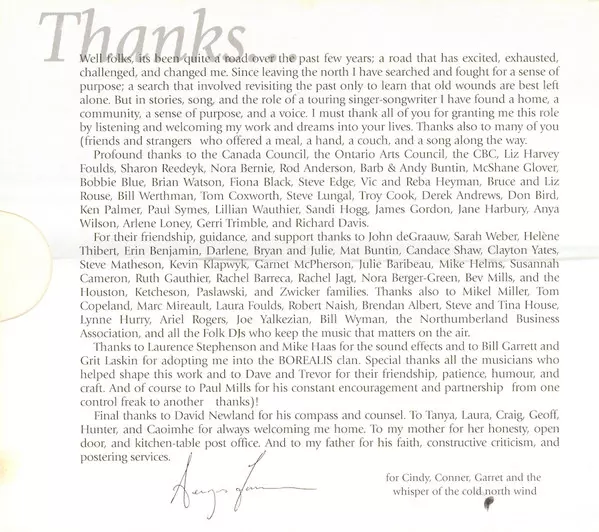 Thanks...
Well folks, its been quite a road over the past few years; a road that has excited, exhausted,
challenged, and changed me. Since leaving the north I have searched and fought for a sense of
purpose; a search that involved revisiting the past only to learn that old wounds are best left
alone. But in stories, song, and the role of a touring singer-songwriter I have found a home, a
community, a sense of purpose, and a voice. I must thank all of you for granting me this role
by listening and welcoming my work and dreams into your lives. Thanks also to many of you
(friends and strangers who offered a meal, a hand, a couch, and a song along the way.
Profound thanks to the Canada Council, the Ontario Arts Council, the CBC, Liz Harvey
Foulds, Sharon Reedeyk, Nora Bernie, Rod Anderson, Barb & Andy Buntin, McShane Glover,
Bobbie Blue, Brian Watson, Fiona Black, Steve Edge, Vic and Reba Heyman, Bruce and Liz
Rouse, Bill Werthman, Tom Coxworth, Steve Lungal, Troy Cook, Derek Andrews, Don Bird,
Ken Palmer, Paul Symes, Lillian Wauthier, Sandi Hogg, James Gordon, Jane Harbury, Anya
Wilson, Arlene Loney, Gerri Trimble, and Richard Davis.
For their friendship, guidance, and support thanks to John deGraauw, Sarah Weber, Helène
Thibert, Erin Benjamin, Darlene, Bryan and Julie, Mat Buntin, Candace Shaw, Clayton Yates,
Steve Matheson, Kevin Klapwyk, Garnet McPherson, Julie Baribeau, Mike Helms, Susannah
Cameron, Ruth Gauthier, Rachel Barreca, Rachel Jagt, Nora Berger-Green, Bev Mills, and the
Houston, Ketcheson, Paslawski, and Zwicker families. Thanks also to Mikel Miller, Tom
Copeland, Marc Mireault, Laura Foulds, Robert Naish, Brendan Albert, Steve and Tina House,
Lynne Hurry, Ariel Rogers, Joe Yalkezian, Bill Wyman, the Northumberland Business
Association, and all the Folk DJs who keep the music that matters on the air.
Thanks to Laurence Stephenson and Mike Haas for the sound effects and to Bill Garrett and
Grit Laskin for adopting me into the BOREALIS clan. Special thanks all the musicians who
helped shape this work and to Dave and Trevor for their friendship, patience, humour, and
craft. And of course to Paul Mills for his constant encouragement and partnership from one
control freak to another thanks)!
Final thanks to David Newland for his compass and counsel. To Tanya, Laura, Craig, Geoff,
Hunter, and Caoimhe for always welcoming me home. To my mother for her honesty, open
door, and kitchen-table post office. And to my father for his faith, constructive criticism, and
postering services.
for Cindy, Conner, Garret and the
whisper of the cold north wind